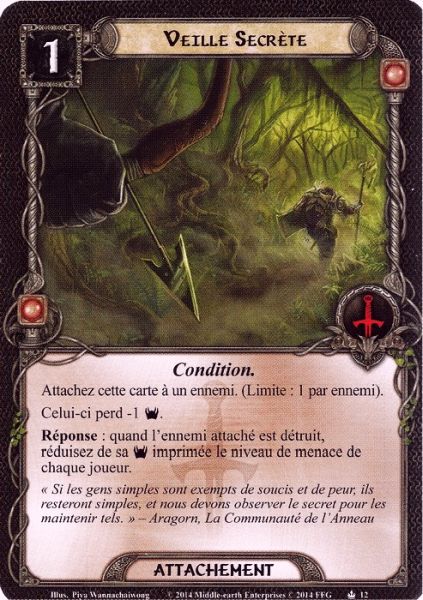 1
VEILLE SECRÈTE
Condition.
Attachez cette carte à un ennemi. (Limite : 1 par ennemi).
Celui-ci perd -1 .
Réponse : quand l'ennemi attaché est détruit,
réduisez de sa imprimée le niveau de menace de
chaque joueur.
« Si les gens simples sont exempts de soucis et de peur, ils
resteront simples, et nous devons observer le secret pour les
maintenir tels. » – Aragorn, La Communauté de l'Anneau
ATTACHEMENT
Illus. Piya Wannachaiwong © 2014 Middle-earth Enterprises © 2014 FFG 12